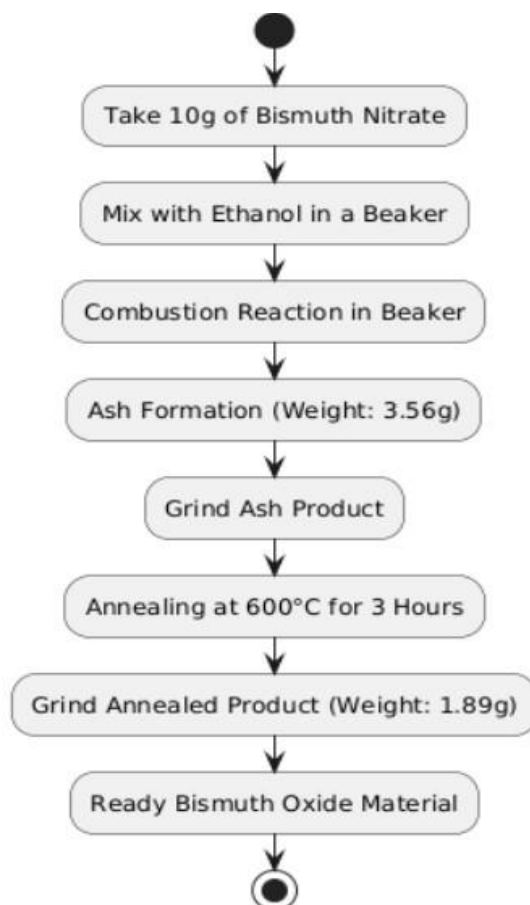 Take 10g of Bismuth Nitrate
Mix with Ethanol in a Beaker
Combustion Reaction in Beaker
Ash Formation (Weight: 3.56g)
Grind Ash Product
Annealing at 600°C for 3 Hours
Grind Annealed Product (Weight: 1.89g)
Ready Bismuth Oxide Material